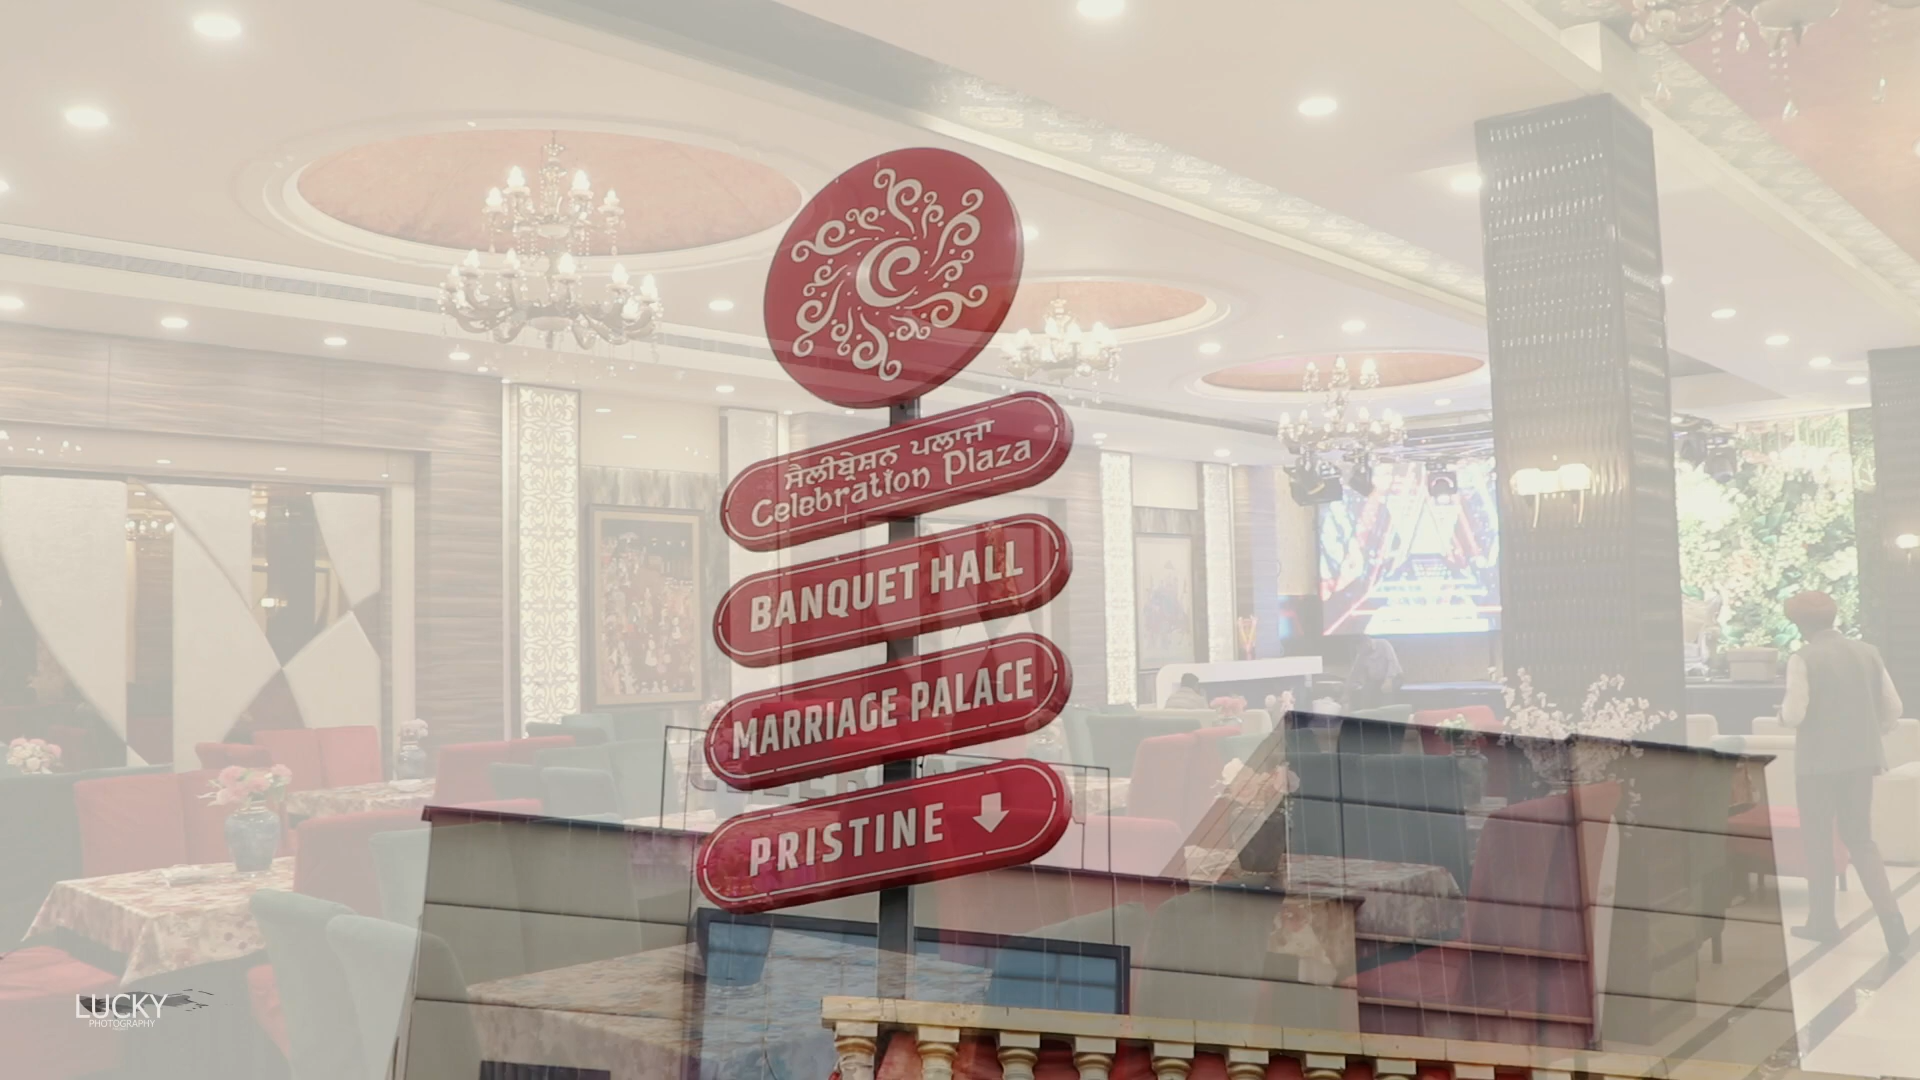 ਸੈਲੀਬ੍ਰੇਸ਼ਨ ਪਲਾਜਾ
Celebration Plaza
BANQUET HALL
MARRIAGE PALACE
PRISTINE
LUCKY
PHOTOGRAPHY